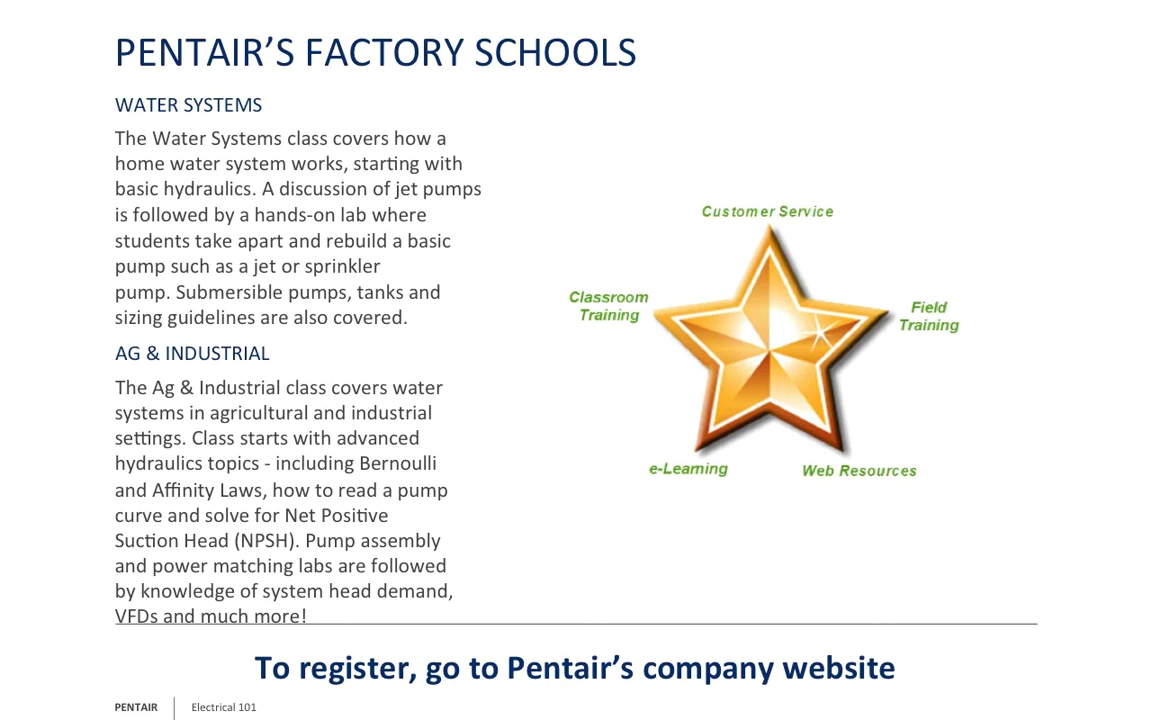 PENTAIR’S FACTORY SCHOOLS
WATER SYSTEMS
The Water Systems class covers how a
home water system works, starting with
basic hydraulics. A discussion of jet pumps
is followed by a hands-on lab where
students take apart and rebuild a basic
pump such as a jet or sprinkler
pump. Submersible pumps, tanks and
sizing guidelines are also covered.
AG & INDUSTRIAL
The Ag & Industrial class covers water
systems in agricultural and industrial
settings. Class starts with advanced
hydraulics topics - including Bernoulli
and Affinity Laws, how to read a pump
curve and solve for Net Positive
Suction Head (NPSH). Pump assembly
and power matching labs are followed
by knowledge of system head demand,
VFDs and much more!
Customer Service
Classroom
Training
Field
Training
e-Learning
Web Resources
To register, go to Pentair’s company website
PENTAIR
Electrical 101